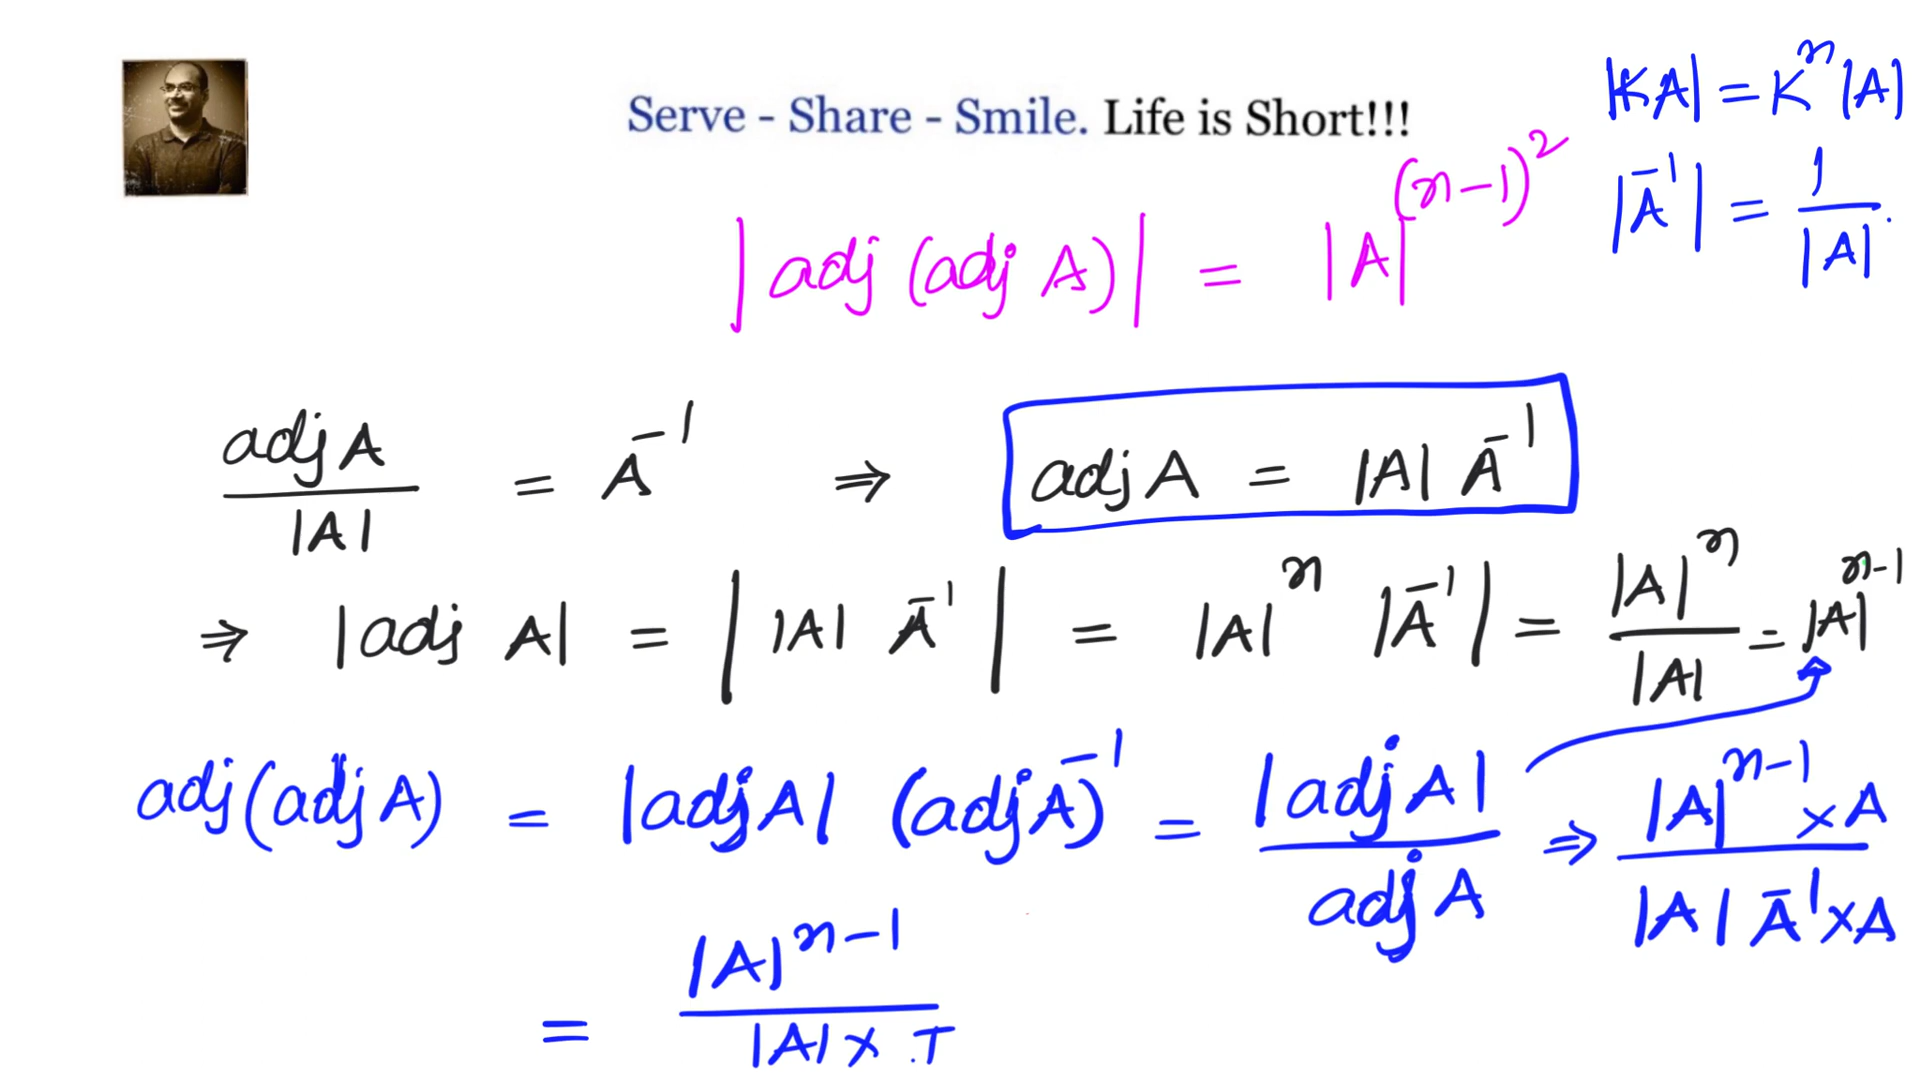 Serve - Share - Smile. Life is Short!!!
|KA| = K^n |A|
|A^-1| = 1/|A|.
|adj (adj A)| = |A|^(n-1)^2
adj A/|A| = A^-1 ⇒ adj A = |A| A^-1
⇒ |adj A| = ||A| A^-1| = |A|^n |A^-1| = |A|^n/|A| = |A|^n-1
adj(adj A) = |adj A| (adj A)^-1 = |adj A|/adj A ⇒ |A|^n-1 × A/|A| A^-1 × A
= |A|^n-1/|A| ×